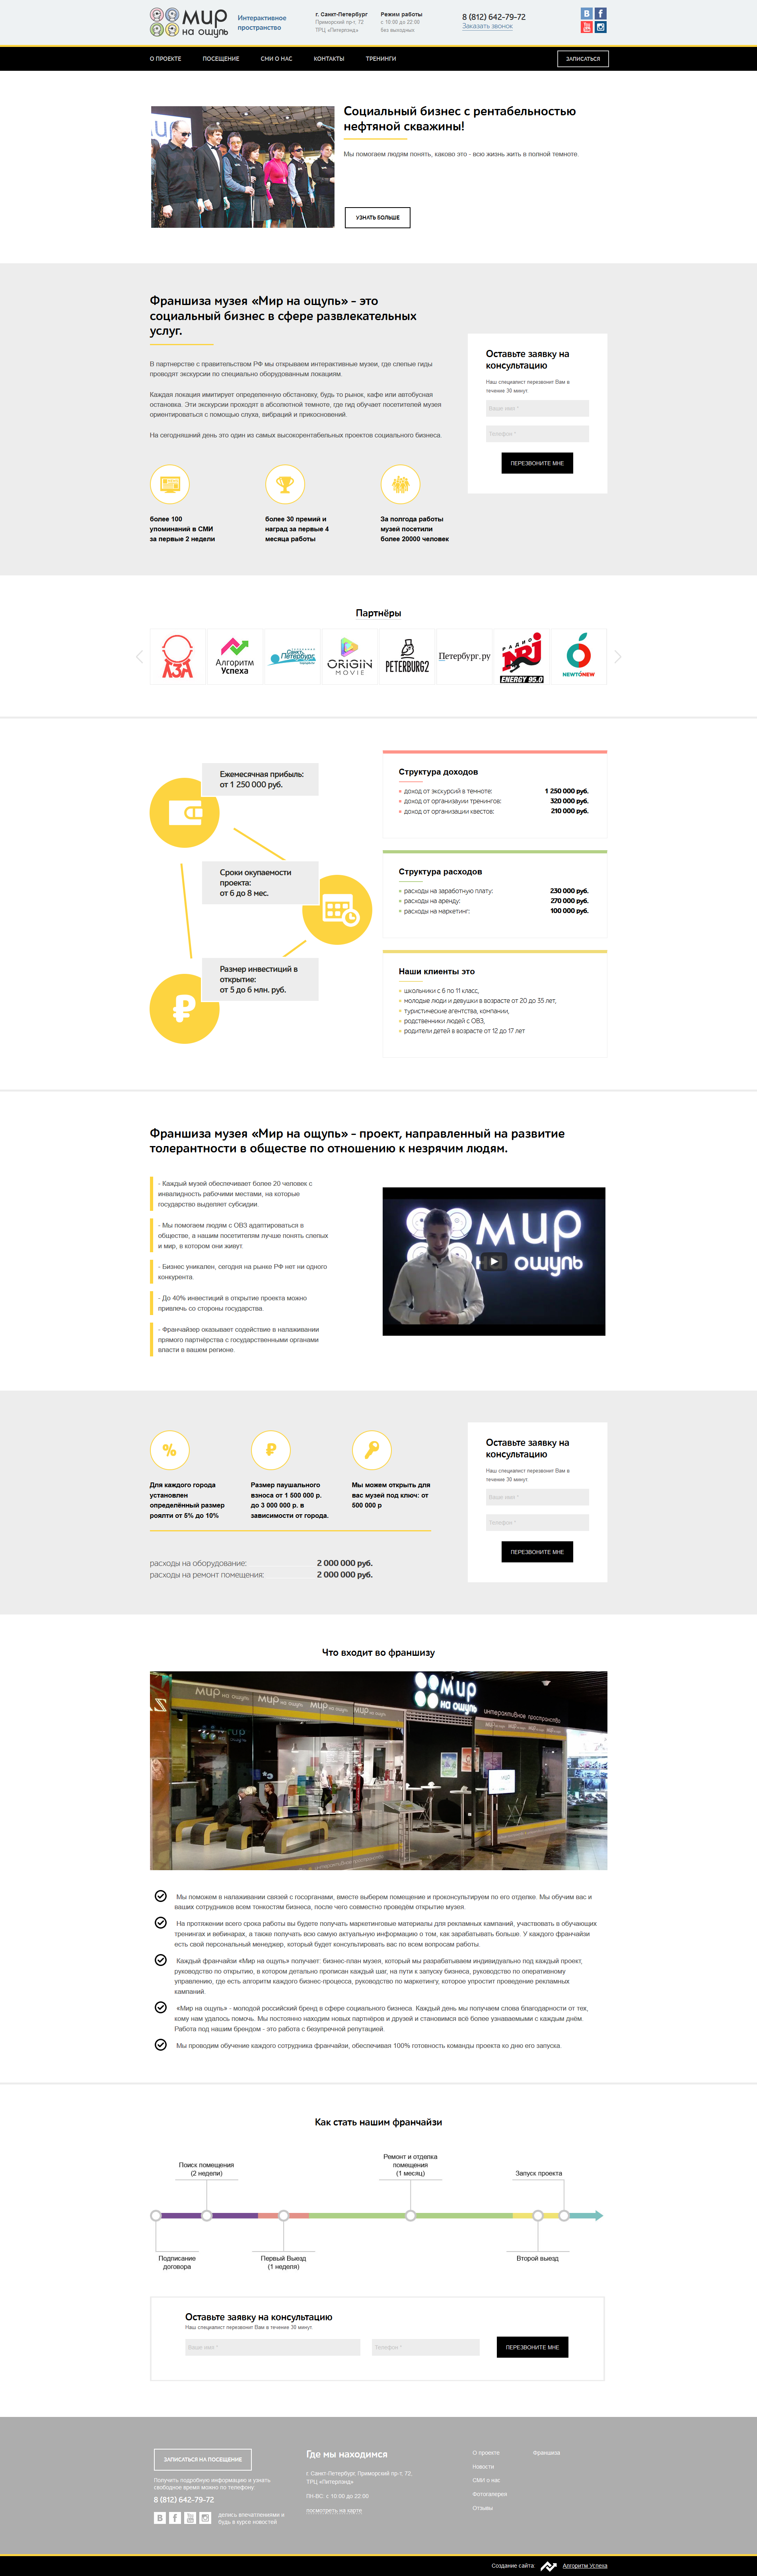 мир
на ощупь
Интерактивное
пространство
г. Санкт-Петербург
Приморский пр-т, 72
ТРЦ «Питерлэнд»
Режим работы
с 10:00 до 22:00
без выходных
8 (812) 642-79-72
Заказать звонок
О ПРОЕКТЕ
ПОСЕЩЕНИЕ
СМИ О НАС
КОНТАКТЫ
ТРЕНИНГИ
ЗАПИСАТЬСЯ
Социальный бизнес с рентабельностью
нефтяной скважины!
Мы помогаем людям понять, каково это - всю жизнь жить в полной темноте.
УЗНАТЬ БОЛЬШЕ
Франшиза музея «Мир на ощупь» - это
социальный бизнес в сфере развлекательных
услуг.
В партнерстве с правительством РФ мы открываем интерактивные музеи, где слепые гиды
проводят экскурсии по специально оборудованным локациям.
Каждая локация имитирует определенную обстановку, будь то рынок, кафе или автобусная
остановка. Эти экскурсии проходят в абсолютной темноте, где гид обучает посетителей музея
ориентироваться с помощью слуха, вибраций и прикосновений.
На сегодняшний день это один из самых высокорентабельных проектов социального бизнеса.
более 100
упоминаний в СМИ
за первые 2 недели
более 30 премий и
наград за первые 4
месяца работы
За полгода работы
музей посетили
более 20000 человек
Оставьте заявку на
консультацию
Наш специалист перезвонит Вам в
течение 30 минут.
Ваше имя *
Телефон *
ПЕРЕЗВОНИТЕ МНЕ
Партнёры
АЗА
Алгоритм
Успеха
Санкт-
Петербург
ORIGIN
MOVIE
PETERBURG2
Петербург.ру
РАДИО
NRJ
ENERGY 95.0
NEWTONEW
Ежемесячная прибыль:
от 1 250 000 руб.
Сроки окупаемости
проекта:
от 6 до 8 мес.
Размер инвестиций в
открытие:
от 5 до 6 млн. руб.
Структура доходов
доход от экскурсий в темноте: 1 250 000 руб.
доход от организауии тренингов: 320 000 руб.
доход от организации квестов: 210 000 руб.
Структура расходов
расходы на заработную плату: 230 000 руб.
расходы на аренду: 270 000 руб.
расходы на маркетинг: 100 000 руб.
Наши клиенты это
школьники с 6 по 11 класс,
молодые люди и девушки в возрасте от 20 до 35 лет,
туристические агентства, компании,
родственники людей с ОВЗ,
родители детей в возрасте от 12 до 17 лет
Франшиза музея «Мир на ощупь» - проект, направленный на развитие
толерантности в обществе по отношению к незрячим людям.
- Каждый музей обеспечивает более 20 человек с
инвалидность рабочими местами, на которые
государство выделяет субсидии.
- Мы помогаем людям с ОВЗ адаптироваться в
обществе, а нашим посетителям лучше понять слепых
и мир, в котором они живут.
- Бизнес уникален, сегодня на рынке РФ нет ни одного
конкурента.
- До 40% инвестиций в открытие проекта можно
привлечь со стороны государства.
- Франчайзер оказывает содействие в налаживании
прямого партнёрства с государственными органами
власти в вашем регионе.
мир
на ощупь
Для каждого города
установлен
определённый размер
роялти от 5% до 10%
Размер паушального
взноса от 1 500 000 р.
до 3 000 000 р. в
зависимости от города.
Мы можем открыть для
вас музей под ключ: от
500 000 р
расходы на оборудование: 2 000 000 руб.
расходы на ремонт помещения: 2 000 000 руб.
Оставьте заявку на
консультацию
Наш специалист перезвонит Вам в
течение 30 минут.
Ваше имя *
Телефон *
ПЕРЕЗВОНИТЕ МНЕ
Что входит во франшизу
мир
на ощупь
интерактивное пространство
Мы поможем в налаживании связей с госорганами, вместе выберем помещение и проконсультируем по его отделке. Мы обучим вас и
ваших сотрудников всем тонкостям бизнеса, после чего совместно проведём открытие музея.
На протяжении всего срока работы вы будете получать маркетинговые материалы для рекламных кампаний, участвовать в обучающих
тренингах и вебинарах, а также получать всю самую актуальную информацию о том, как зарабатывать больше. У каждого франчайзи
есть свой персональный менеджер, который будет консультировать вас по всем вопросам работы.
Каждый франчайзи «Мир на ощупь» получает: бизнес-план музея, который мы разрабатываем индивидуально под каждый проект,
руководство по открытию, в котором детально прописан каждый шаг, на пути к запуску бизнеса, руководство по оперативному
управлению, где есть алгоритм каждого бизнес-процесса, руководство по маркетингу, которое упростит проведение рекламных
кампаний.
«Мир на ощупь» - молодой российский бренд в сфере социального бизнеса. Каждый день мы получаем слова благодарности от тех,
кому нам удалось помочь. Мы постоянно находим новых партнёров и друзей и становимся всё более узнаваемыми с каждым днём.
Работа под нашим брендом - это работа с безупречной репутацией.
Мы проводим обучение каждого сотрудника франчайзи, обеспечивая 100% готовность команды проекта ко дню его запуска.
Как стать нашим франчайзи
Поиск помещения
(2 недели)
Ремонт и отделка
помещения
(1 месяц)
Запуск проекта
Подписание
договора
Первый Выезд
(1 неделя)
Второй выезд
Оставьте заявку на консультацию
Наш специалист перезвонит Вам в течение 30 минут.
Ваше имя *
Телефон *
ПЕРЕЗВОНИТЕ МНЕ
ЗАПИСАТЬСЯ НА ПОСЕЩЕНИЕ
Получить подробную информацию и узнать
свободное время можно по телефону:
8 (812) 642-79-72
делись впечатлениями и
будь в курсе новостей
Где мы находимся
г. Санкт-Петербург, Приморский пр-т, 72,
ТРЦ «Питерлэнд»
ПН-ВС: с 10:00 до 22:00
посмотреть на карте
О проекте
Новости
СМИ о нас
Фотогалерея
Отзывы
Франшиза
Создание сайта:
Алгоритм Успеха